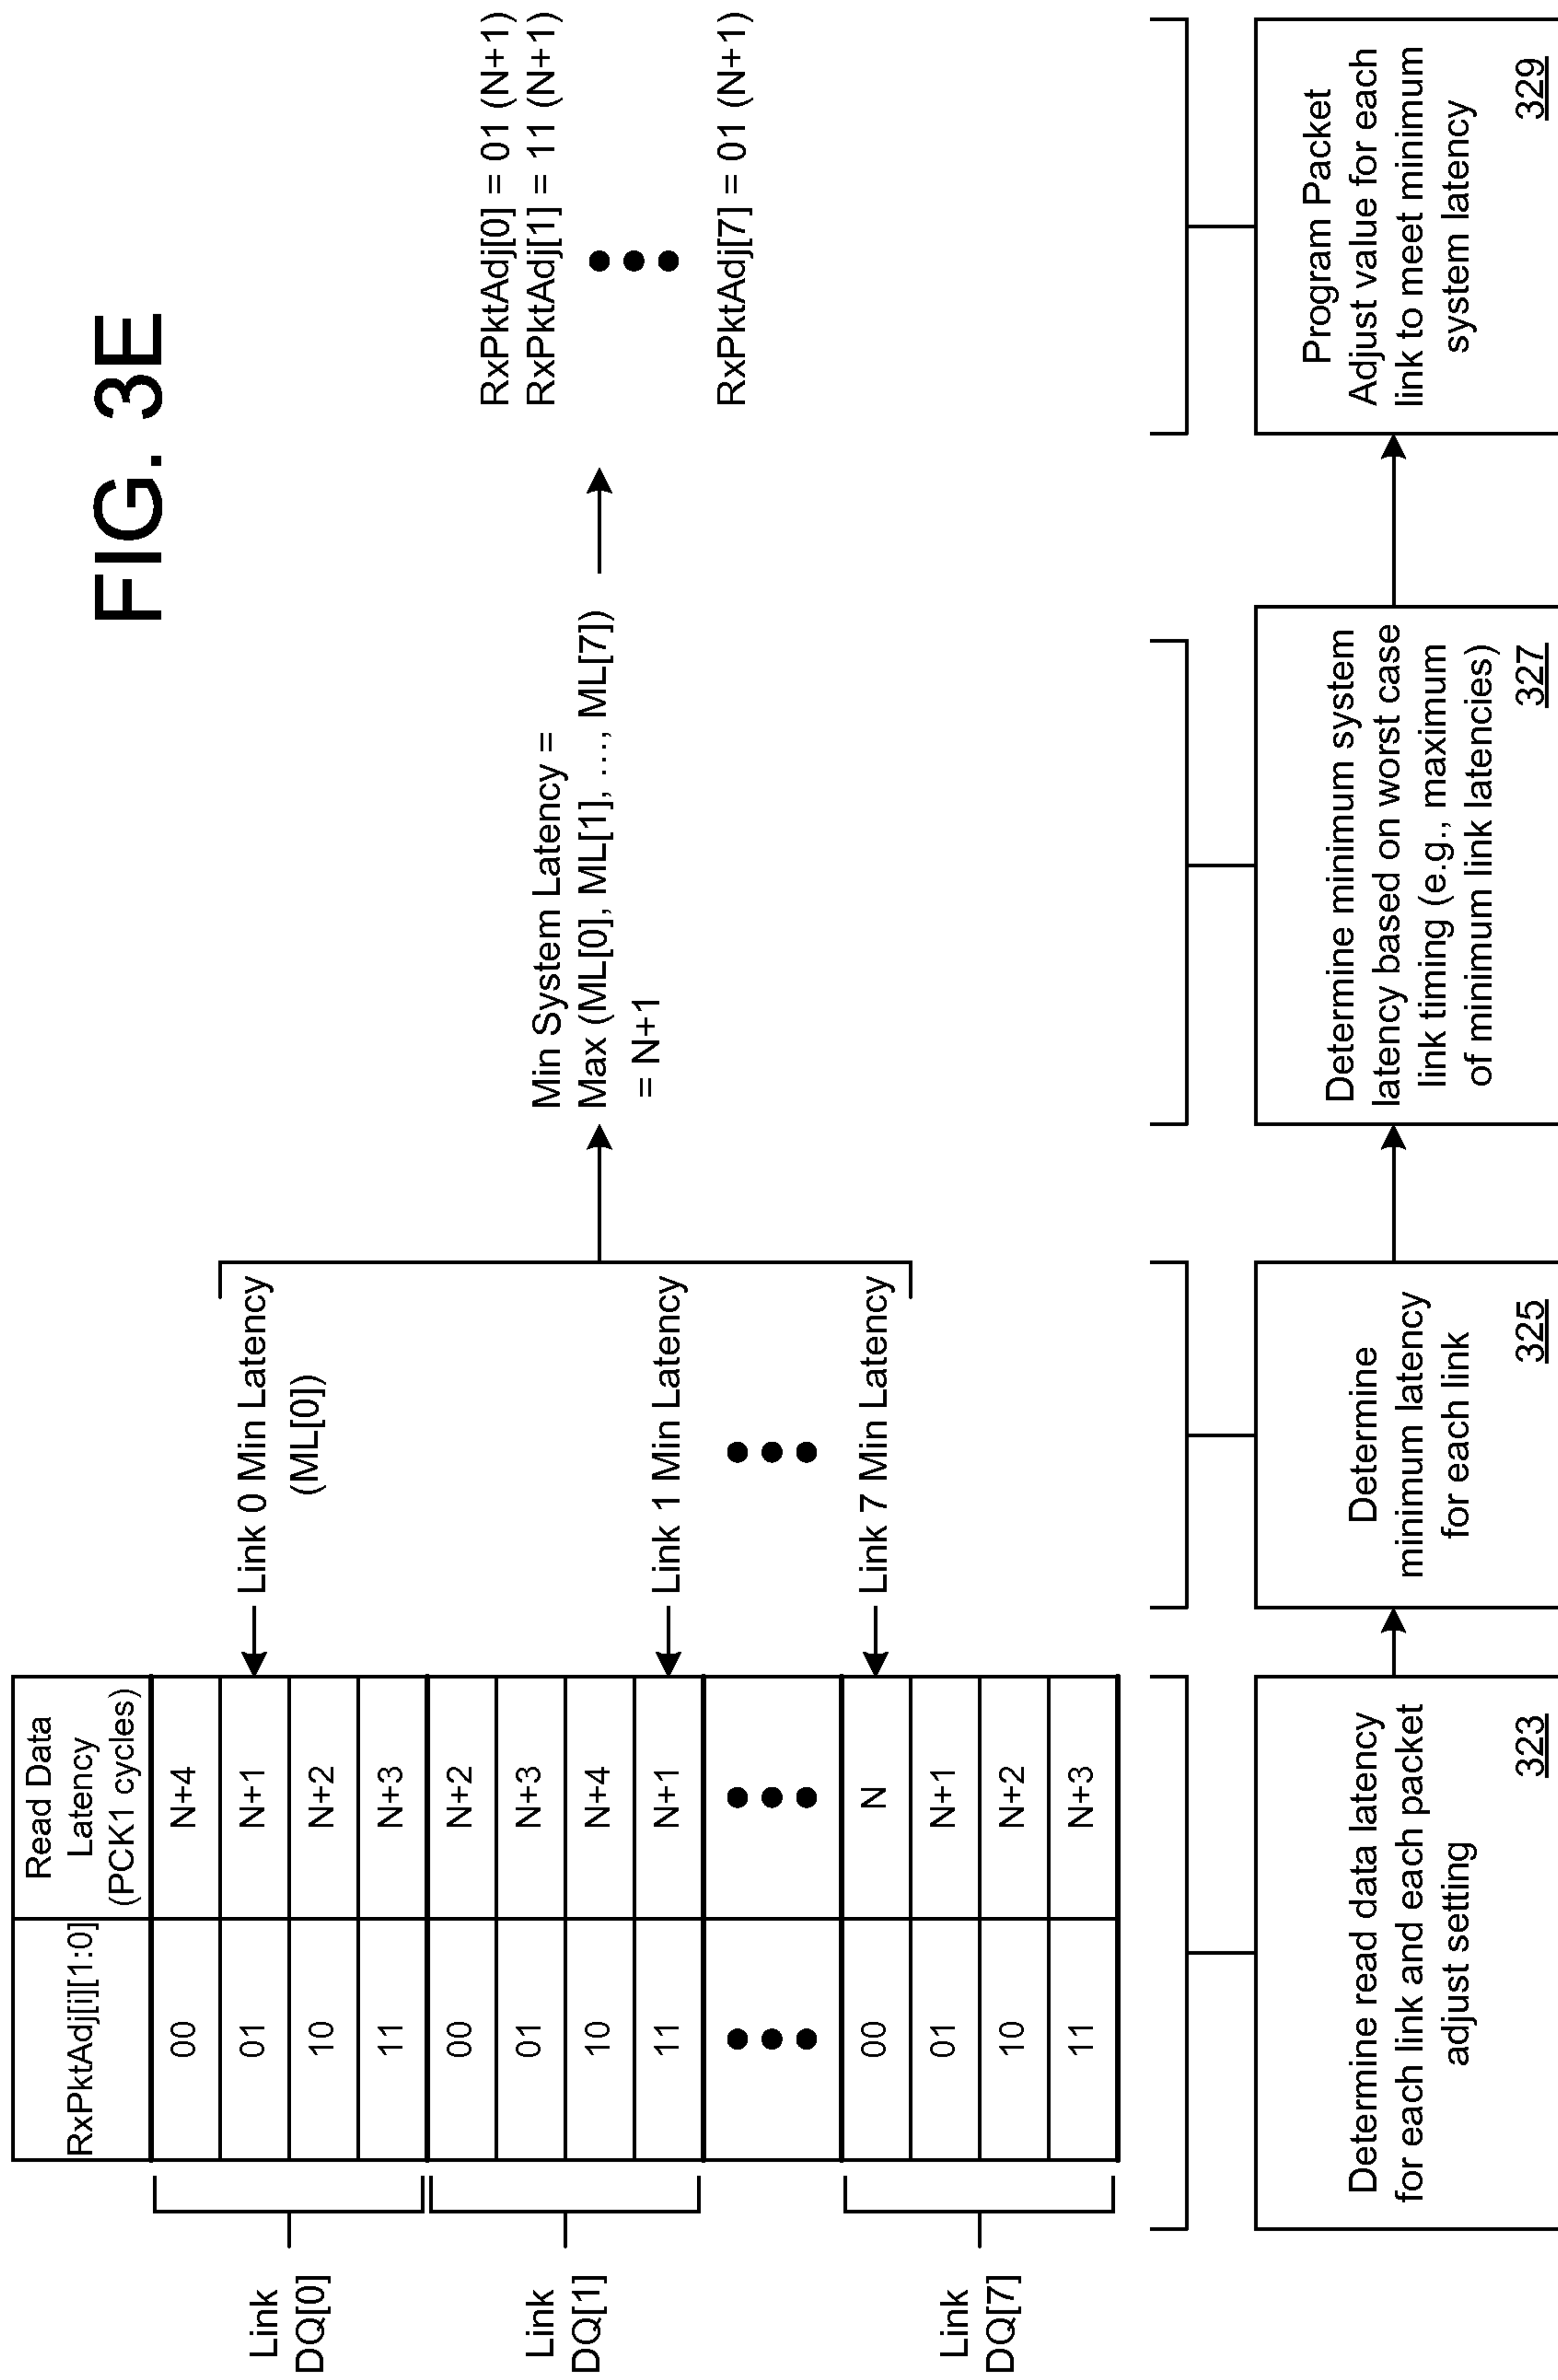 FIG. 3E
RxPktAdj[i][1:0]
Read Data
Latency
(PCK1 cycles)
Link
DQ[0]
00 N+4
01 N+1
10 N+2
11 N+3
Link 0 Min Latency
(ML[0])
Link
DQ[1]
00 N+2
01 N+3
10 N+4
11 N+1
Link 1 Min Latency
Link
DQ[7]
00 N
01 N+1
10 N+2
11 N+3
Link 7 Min Latency
Min System Latency =
Max (ML[0], ML[1], …, ML[7])
= N+1
RxPktAdj[0] = 01 (N+1)
RxPktAdj[1] = 11 (N+1)
RxPktAdj[7] = 01 (N+1)
Determine read data latency
for each link and each packet
adjust setting
323
Determine
minimum latency
for each link
325
Determine minimum system
latency based on worst case
link timing (e.g., maximum
of minimum link latencies)
327
Program Packet
Adjust value for each
link to meet minimum
system latency
329